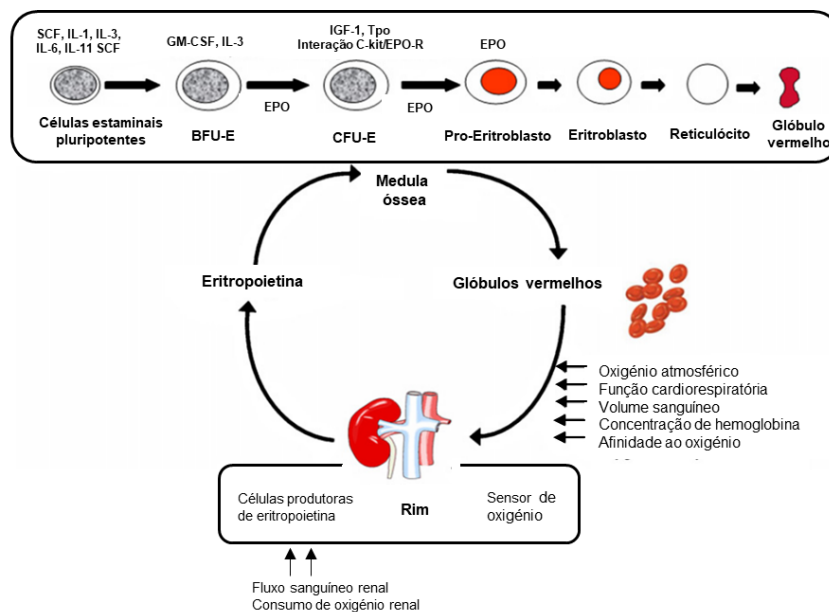 SCF, IL-1, IL-3,
IL-6, IL-11 SCF
GM-CSF, IL-3
IGF-1, Tpo
Interação C-kit/EPO-R
EPO
EPO
EPO
Células estaminais
pluripotentes
BFU-E
CFU-E
Pro-Eritroblasto
Eritroblasto
Reticulócito
Glóbulo
vermelho
Medula
óssea
Eritropoietina
Glóbulos vermelhos
Oxigénio atmosférico
Função cardiorespiratória
Volume sanguíneo
Concentração de hemoglobina
Afinidade ao oxigénio
Células produtoras
de eritropoietina
Rim
Sensor de
oxigénio
Fluxo sanguíneo renal
Consumo de oxigénio renal